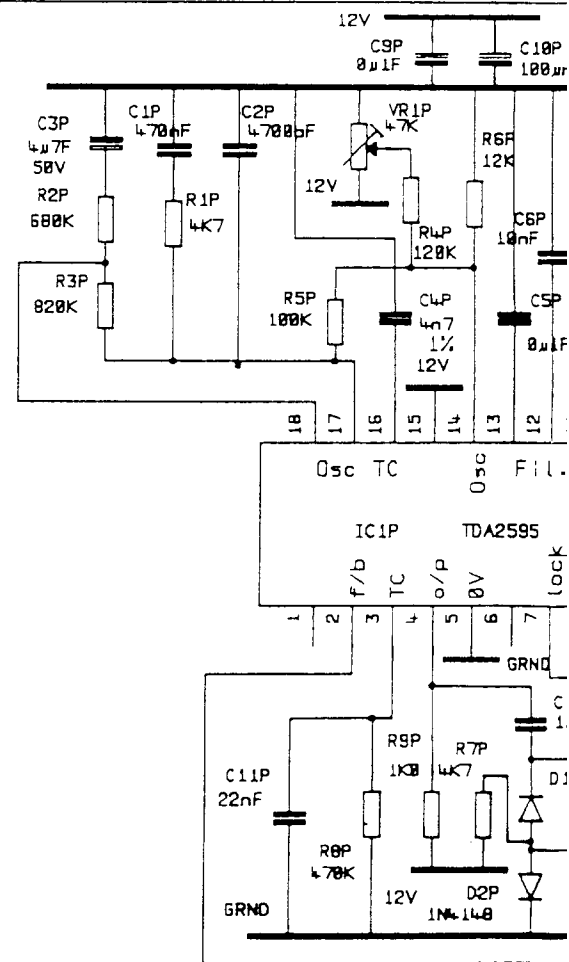 12V
C9P
0µ1F
C10P
100µ
C3P
4µ7F
50V
C1P
470nF
C2P
4700pF
VR1P
47K
R6P
12K
R2P
680K
R1P
4K7
12V
R4P
120K
C6P
10nF
R3P
820K
R5P
100K
C4P
4n7
1%
12V
C5P
0µ1F
18 17 16 15 14 13 12
Osc TC
Osc
Fil.
IC1P
TDA2595
f/b
TC
o/p
0V
lock
1 2 3 4 5 6 7
GRND
C
R9P
1K0
R7P
4K7
D1
C11P
22nF
R8P
470K
GRND
12V
D2P
1N4148